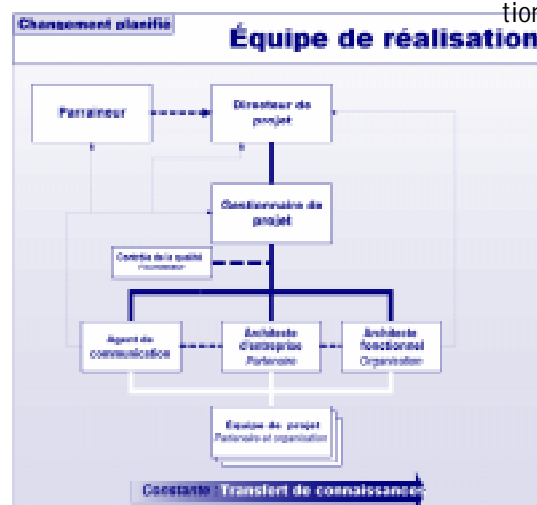 tion
Changement planifié
Équipe de réalisation
Parraineur
Directeur de
projet
Gestionnaire de
projet
Contrôle de la qualité
Agent de
communication
Architecte
d'entreprise
Partenaire
Architecte
fonctionnel
Organisation
Équipe de projet
Partenaire et organisation
Constante : Transfert de connaissances